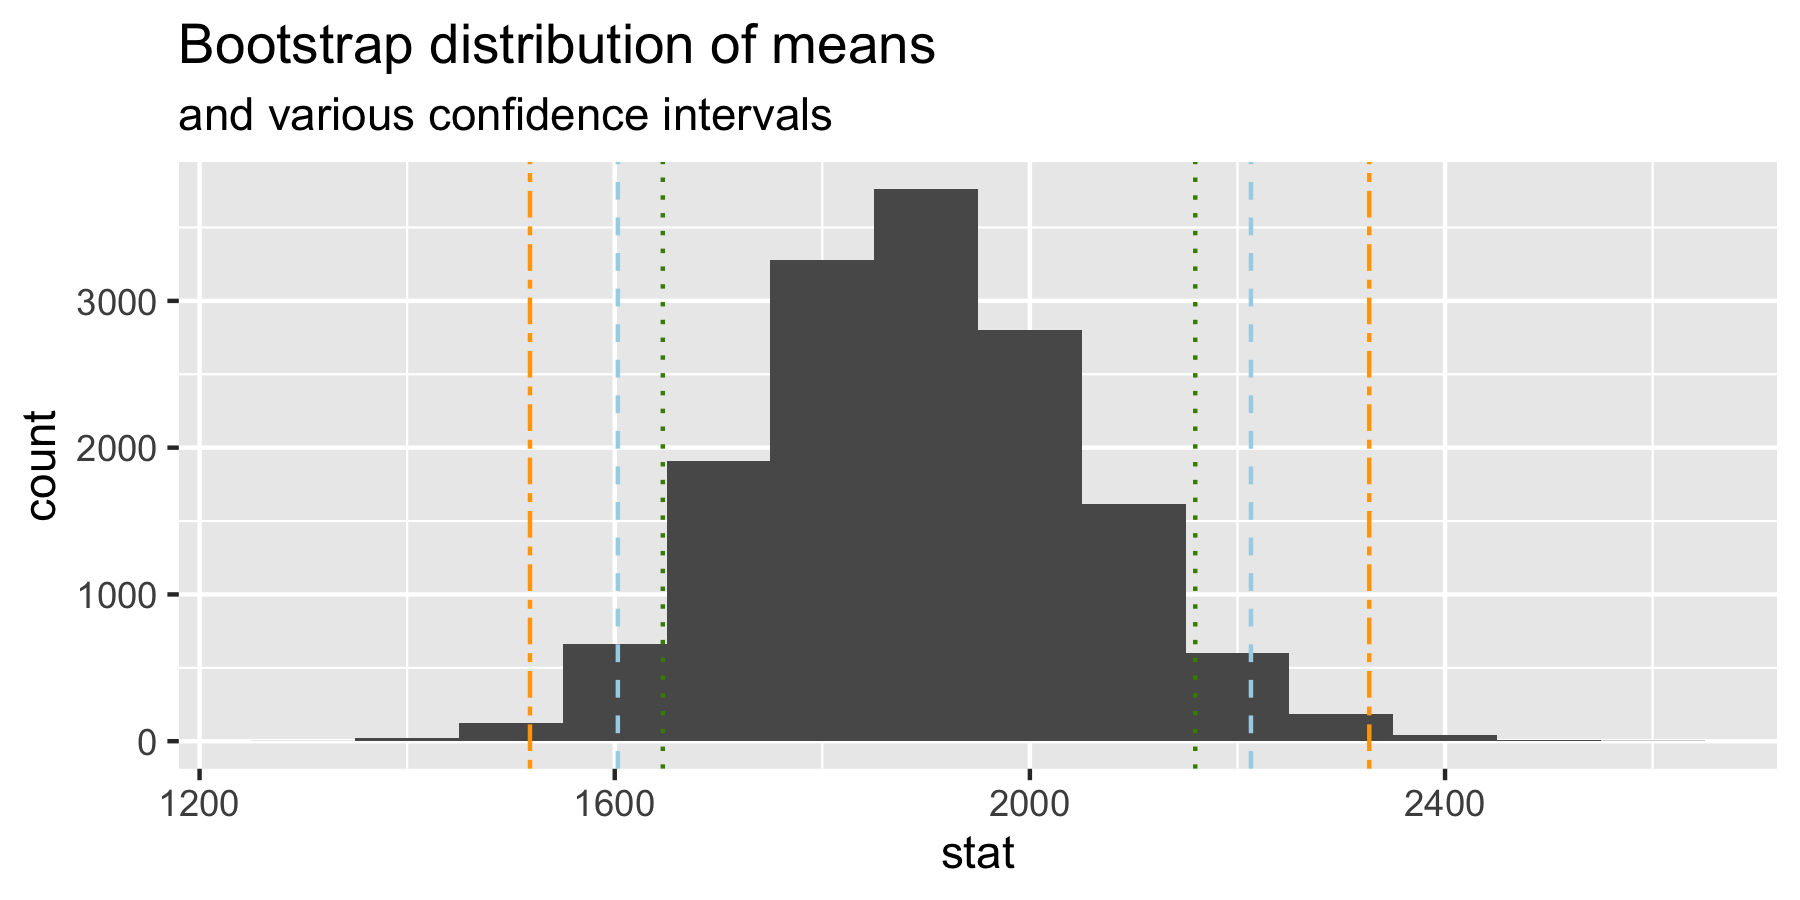 Bootstrap distribution of means
and various confidence intervals
count
3000
2000
1000
0
1200 1600 2000 2400
stat